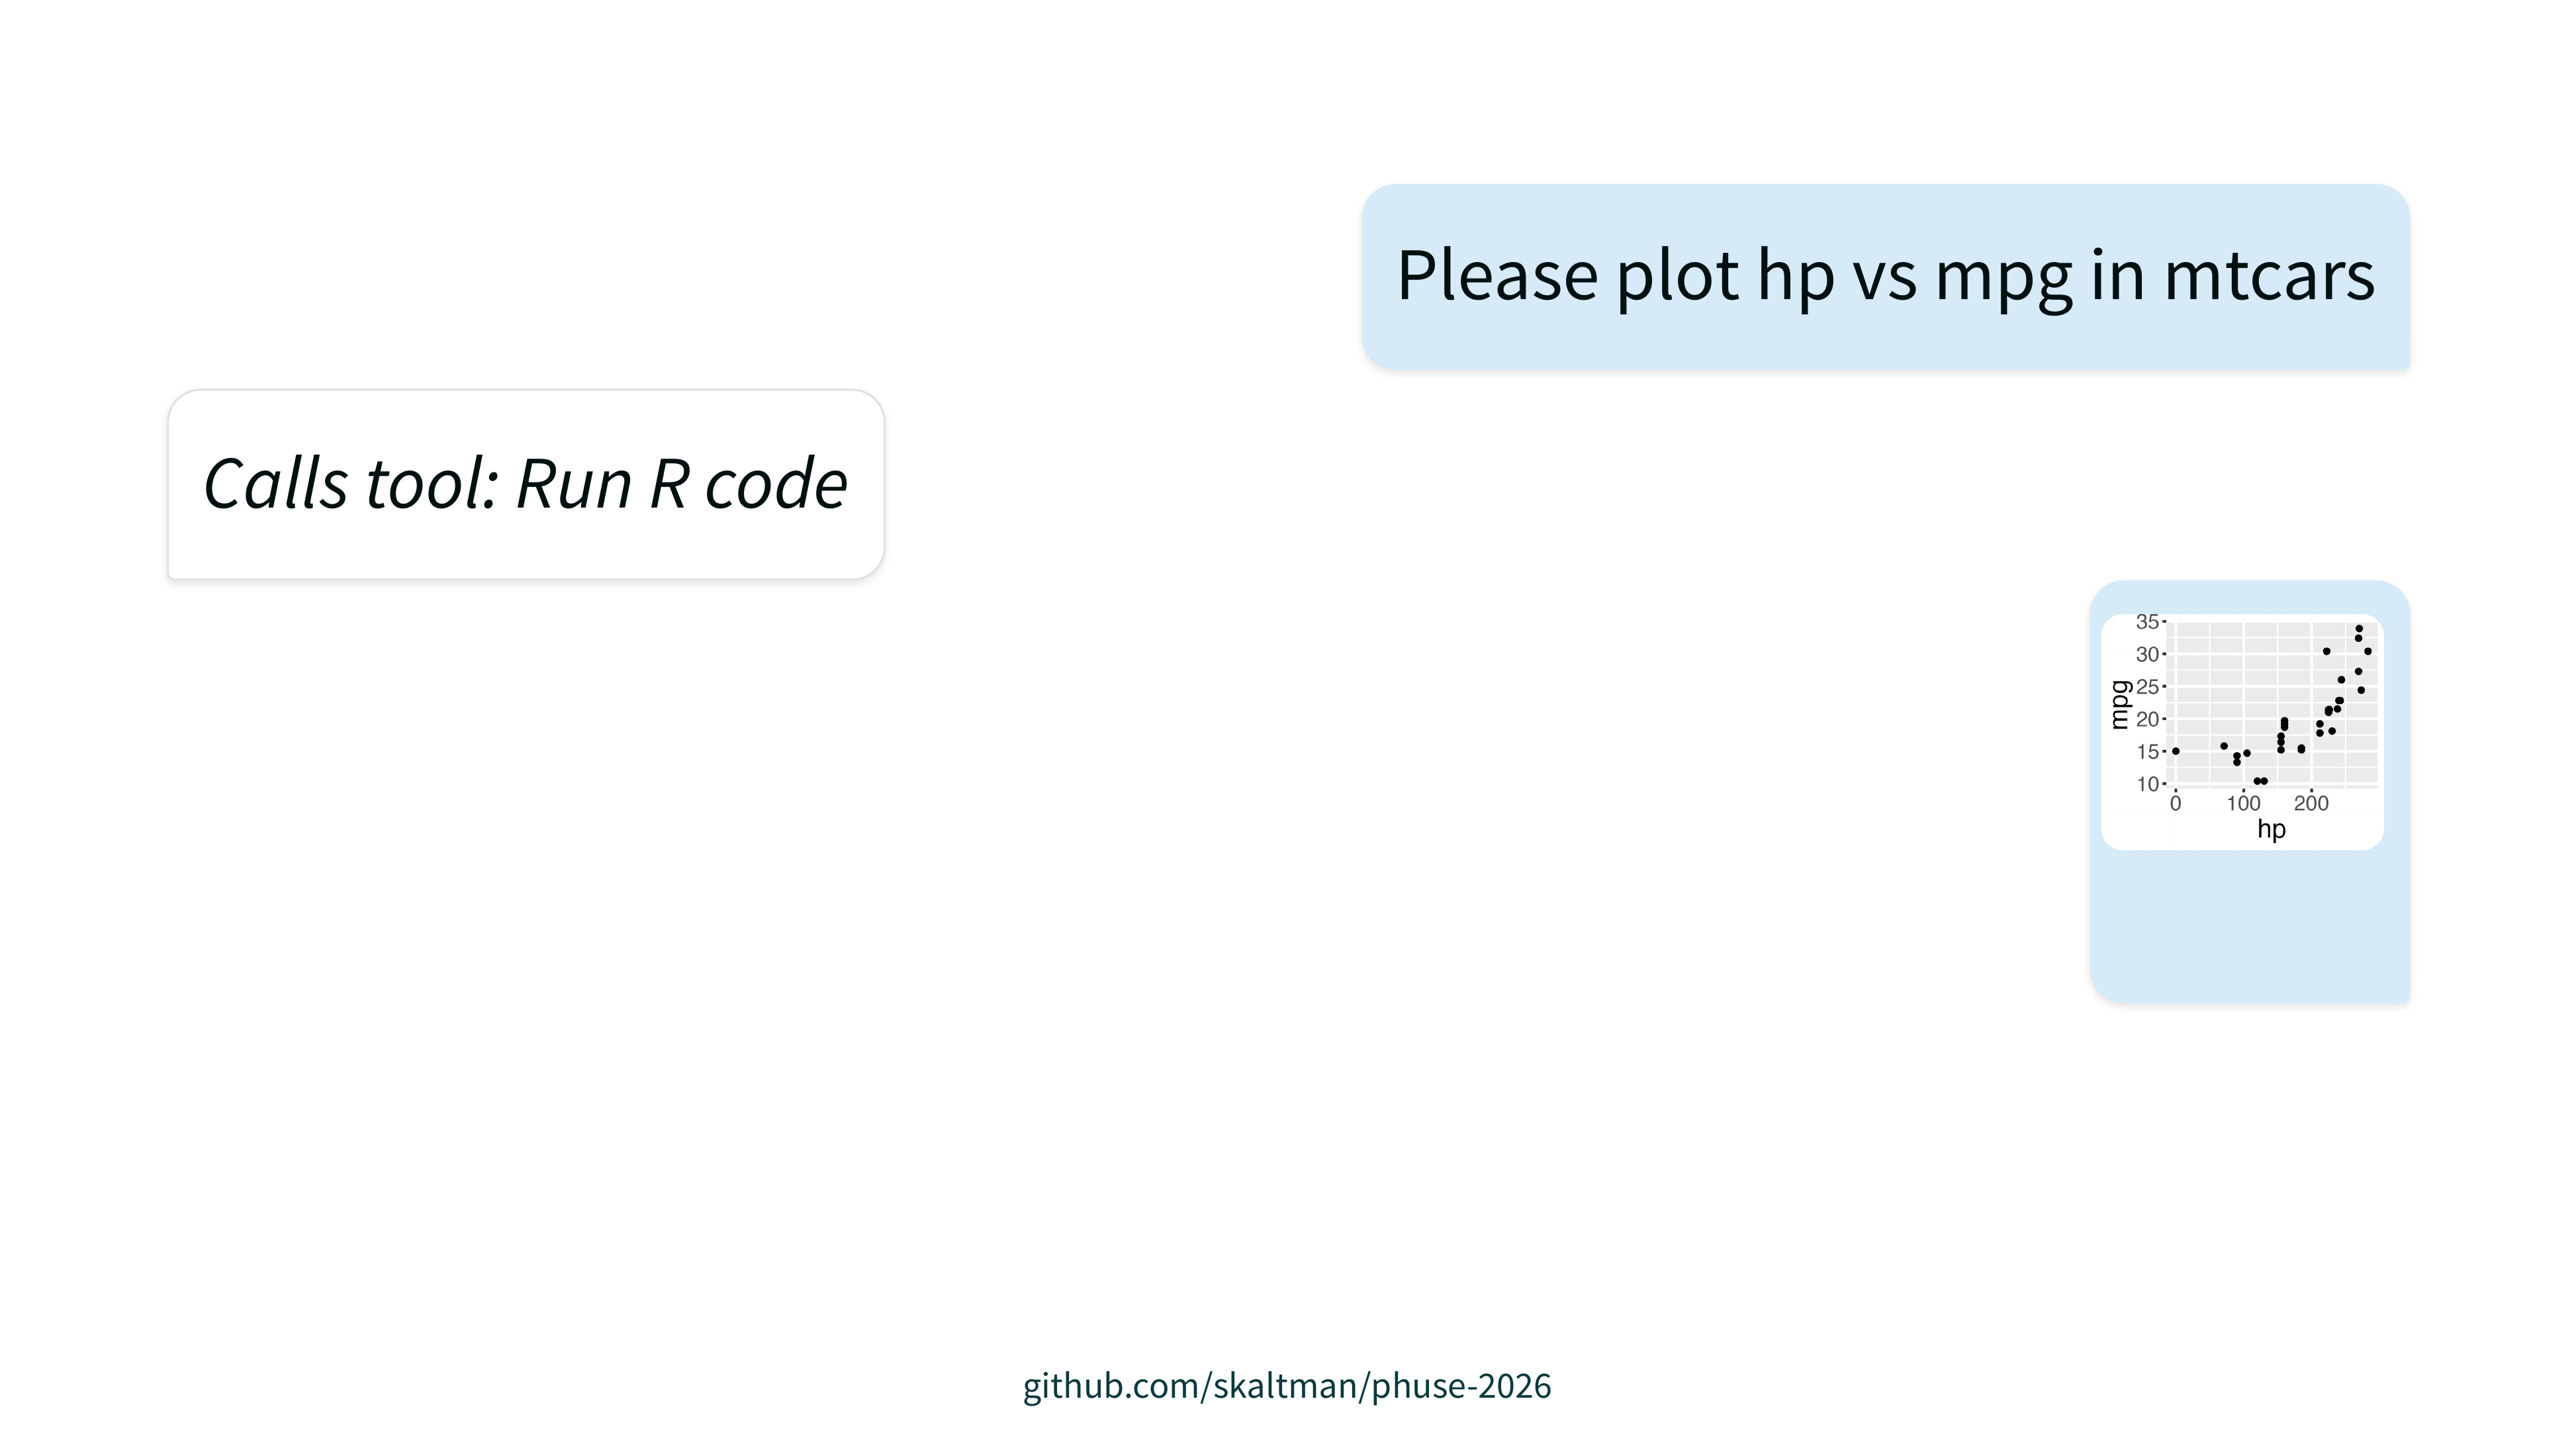 Please plot hp vs mpg in mtcars
Calls tool: Run R code
35
30
25
20
15
10
mpg
0 100 200
hp
github.com/skaltman/phuse-2026